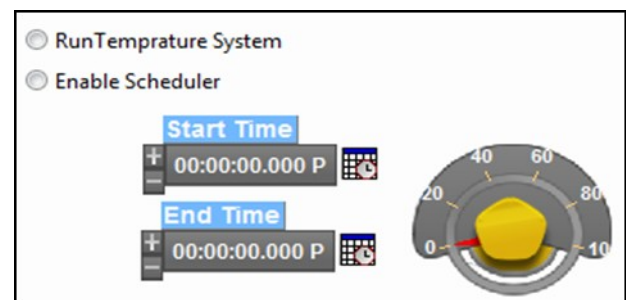 RunTemprature System
Enable Scheduler
Start Time
+ 00:00:00.000 P
−
End Time
+ 00:00:00.000 P
−
40 60
20 80
0 10